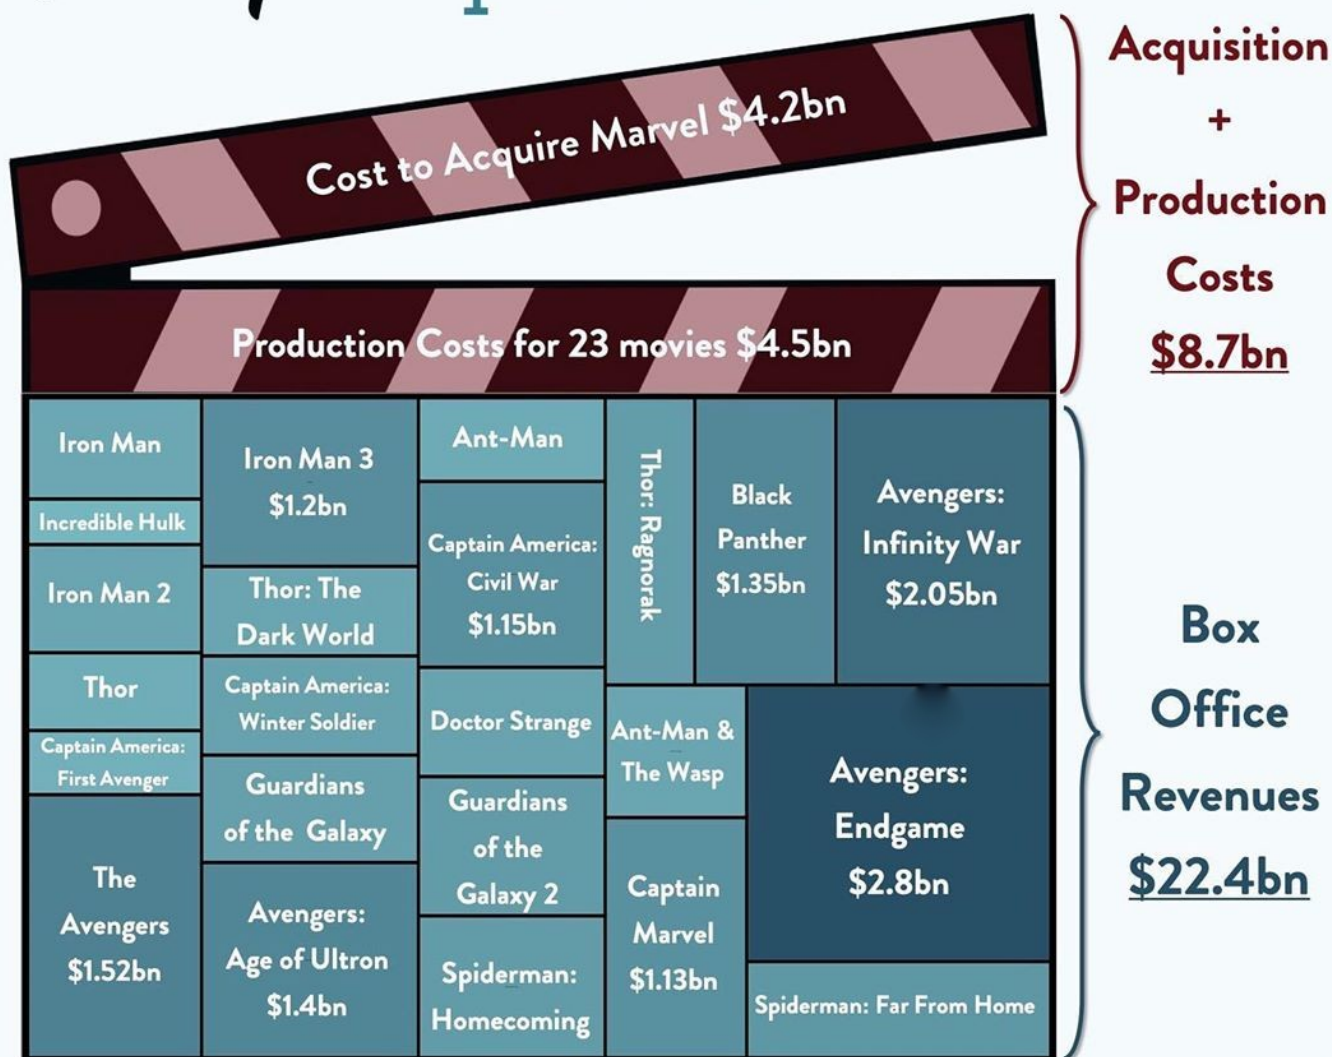 Cost to Acquire Marvel $4.2bn
Production Costs for 23 movies $4.5bn
Acquisition
+
Production
Costs
$8.7bn
Iron Man
Incredible Hulk
Iron Man 2
Thor
Captain America:
First Avenger
The
Avengers
$1.52bn
Iron Man 3
$1.2bn
Thor: The
Dark World
Captain America:
Winter Soldier
Guardians
of the Galaxy
Avengers:
Age of Ultron
$1.4bn
Ant-Man
Captain America:
Civil War
$1.15bn
Doctor Strange
Guardians
of the
Galaxy 2
Spiderman:
Homecoming
Thor: Ragnorak
Black
Panther
$1.35bn
Avengers:
Infinity War
$2.05bn
Ant-Man &
The Wasp
Captain
Marvel
$1.13bn
Avengers:
Endgame
$2.8bn
Spiderman: Far From Home
Box
Office
Revenues
$22.4bn